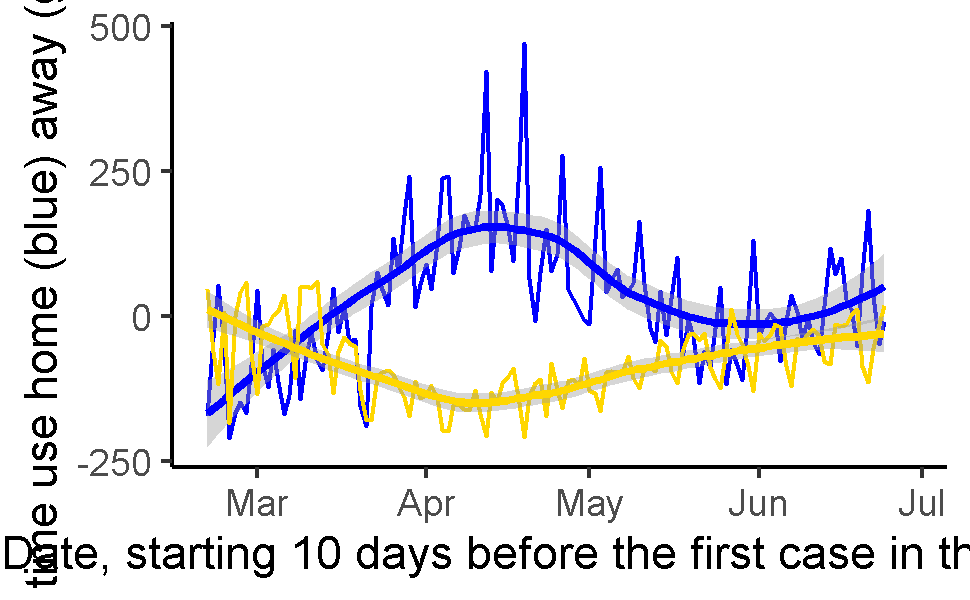 time use home (blue) away (
500
250
0
-250
Mar Apr May Jun Jul
Date, starting 10 days before the first case in th